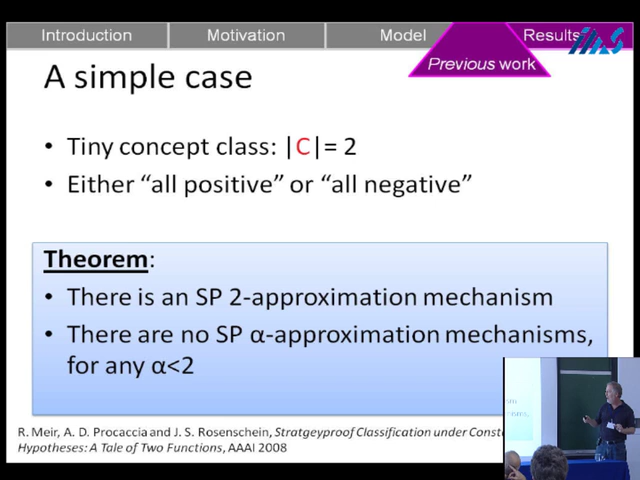 Introduction
Motivation
Model
Results
Previous work
A simple case
• Tiny concept class: |C|= 2
• Either “all positive” or “all negative”
Theorem:
• There is an SP 2-approximation mechanism
• There are no SP α-approximation mechanisms,
for any α<2
R. Meir, A. D. Procaccia and J. S. Rosenschein, Stratgeyproof Classification under Const
Hypotheses: A Tale of Two Functions, AAAI 2008